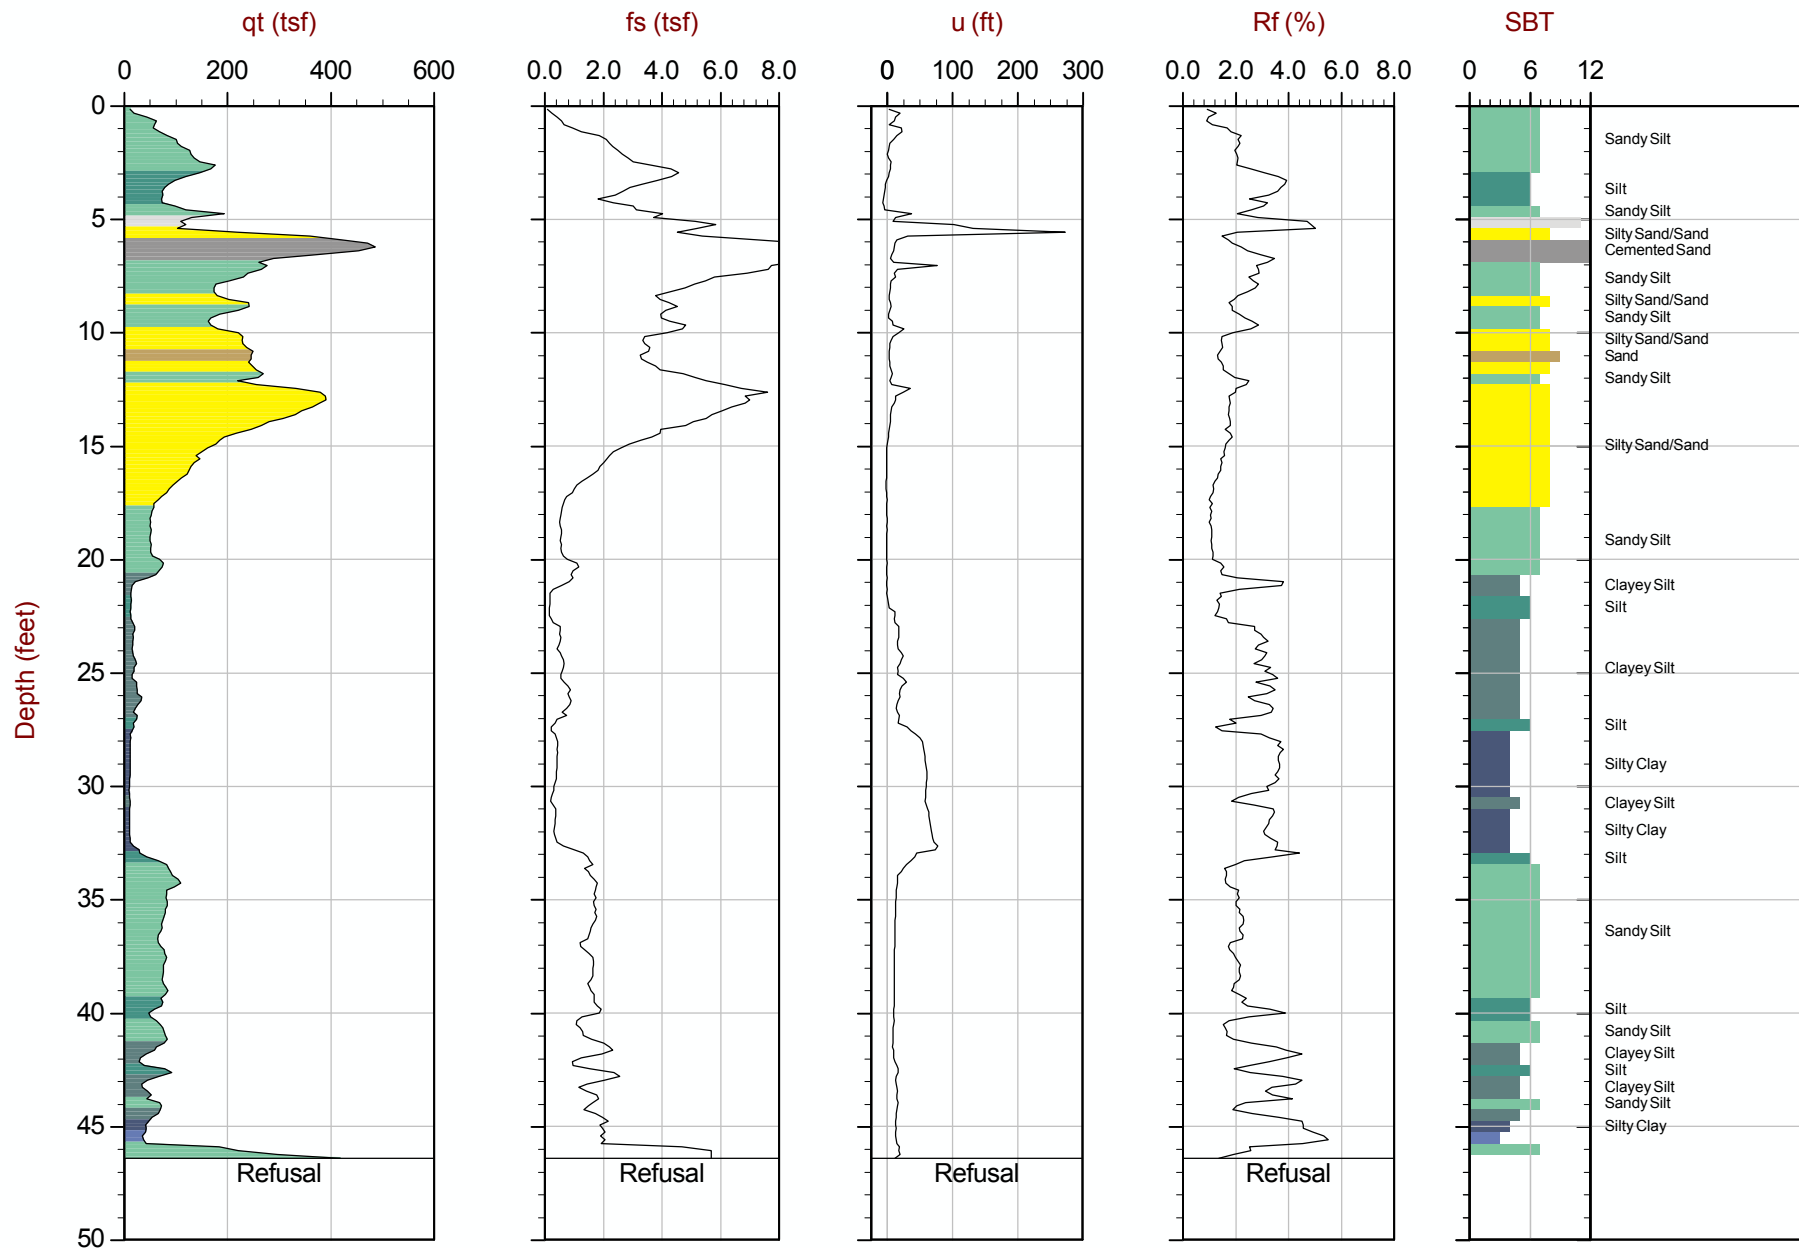 qt (tsf) fs (tsf) u (ft) Rf (%) SBT
0 200 400 600 0.0 2.0 4.0 6.0 8.0 0 100 200 300 0.0 2.0 4.0 6.0 8.0 0 6 12
0
Sandy Silt
Silt
Sandy Silt
5
Silty Sand/Sand
Cemented Sand
Sandy Silt
Silty Sand/Sand
Sandy Silt
10
Silty Sand/Sand
Sand
Sandy Silt
15 Silty Sand/Sand
Sandy Silt
20
Clayey Silt
Silt
Depth (feet)
25 Clayey Silt
Silt
Silty Clay
30
Clayey Silt
Silty Clay
Silt
35
Sandy Silt
40 Silt
Sandy Silt
Clayey Silt
Silt
Clayey Silt
Sandy Silt
45 Silty Clay
Refusal Refusal Refusal Refusal
50